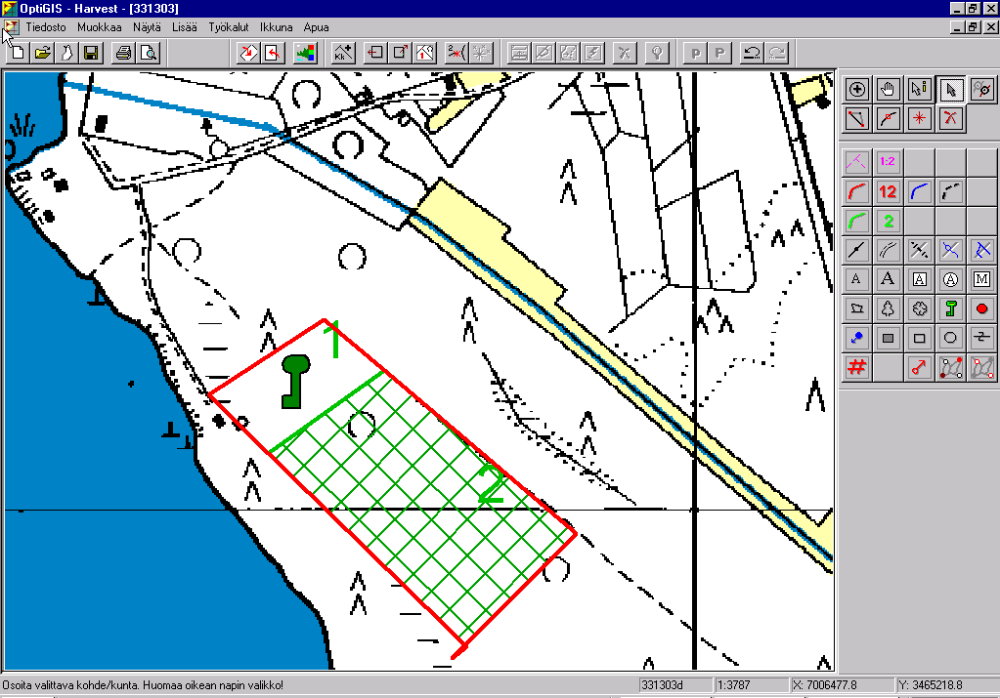 OptiGIS - Harvest - [331303]
Tiedosto Muokkaa Näytä Lisää Työkalut Ikkuna Apua
Kk P P
1:2
12
2
A A A A M
1
2
Osoita valittava kohde/kunta. Huomaa oikean napin valikko! 331303d 1:3787 X: 7006477.8 Y: 3465218.8